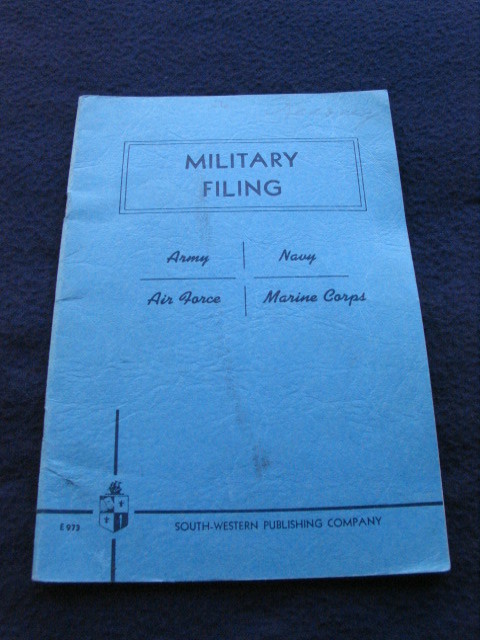 MILITARY
FILING
Army Navy
Air Force Marine Corps
E 973 SOUTH-WESTERN PUBLISHING COMPANY